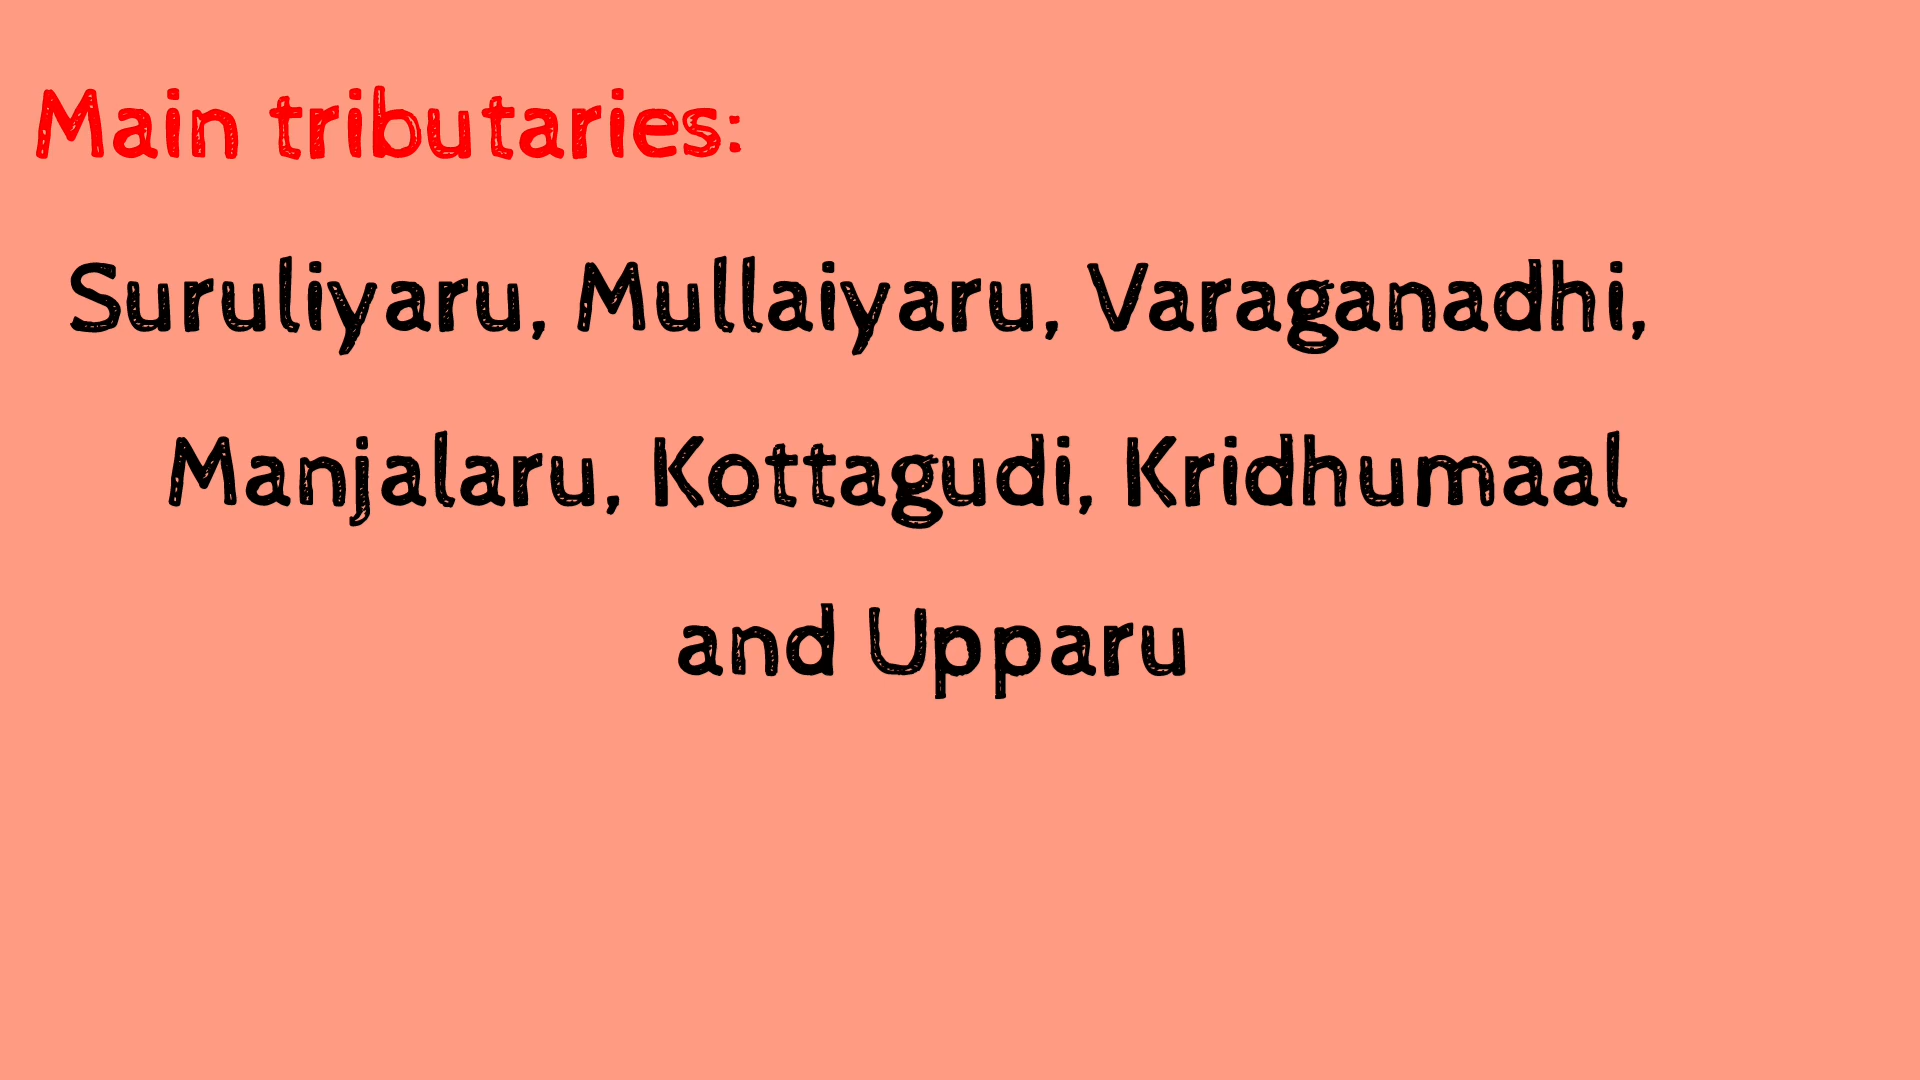 Main tributaries:
Suruliyaru, Mullaiyaru, Varaganadhi,
Manjalaru, Kottagudi, Kridhumaal
and Upparu